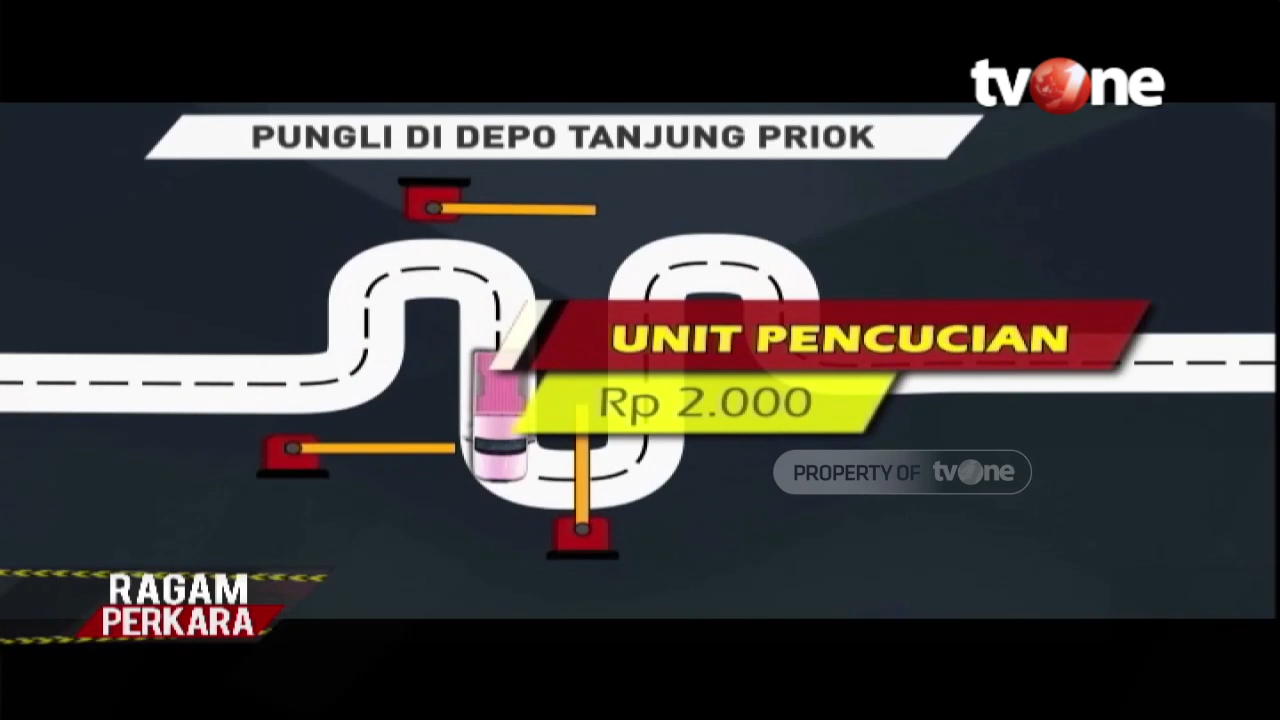 tvOne
PUNGLI DI DEPO TANJUNG PRIOK
UNIT PENCUCIAN
Rp 2.000
PROPERTY OF tvOne
RAGAM
PERKARA